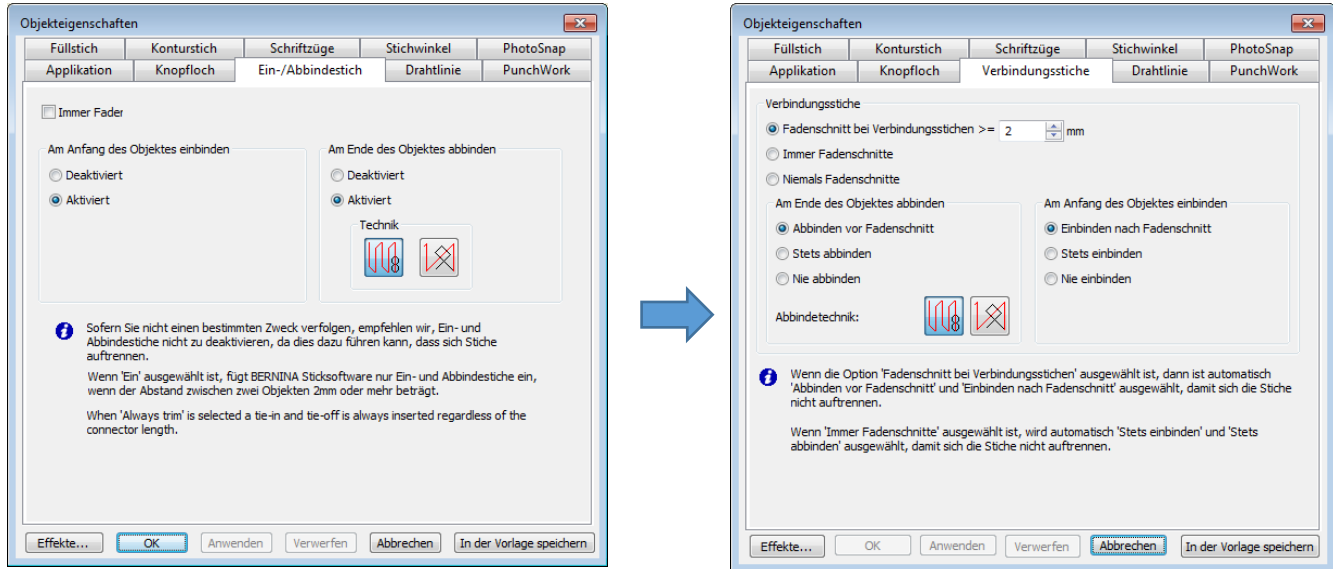 Objekteigenschaften
Füllstich Konturstich Schriftzüge Stichwinkel PhotoSnap
Applikation Knopfloch Ein-/Abbindestich Drahtlinie PunchWork
Immer Fader
Am Anfang des Objektes einbinden
Deaktiviert
Aktiviert
Am Ende des Objektes abbinden
Deaktiviert
Aktiviert
Technik
Sofern Sie nicht einen bestimmten Zweck verfolgen, empfehlen wir, Ein- und
Abbindestiche nicht zu deaktivieren, da dies dazu führen kann, dass sich Stiche
auftrennen.
Wenn 'Ein' ausgewählt ist, fügt BERNINA Sticksoftware nur Ein- und Abbindestiche ein,
wenn der Abstand zwischen zwei Objekten 2mm oder mehr beträgt.
When 'Always trim' is selected a tie-in and tie-off is always inserted regardless of the
connector length.
Effekte... OK Anwenden Verwerfen Abbrechen In der Vorlage speichern
Objekteigenschaften
Füllstich Konturstich Schriftzüge Stichwinkel PhotoSnap
Applikation Knopfloch Verbindungsstiche Drahtlinie PunchWork
Verbindungsstiche
Fadenschnitt bei Verbindungsstichen >= 2 mm
Immer Fadenschnitte
Niemals Fadenschnitte
Am Ende des Objektes abbinden
Abbinden vor Fadenschnitt
Stets abbinden
Nie abbinden
Abbindetechnik:
Am Anfang des Objektes einbinden
Einbinden nach Fadenschnitt
Stets einbinden
Nie einbinden
Wenn die Option 'Fadenschnitt bei Verbindungsstichen' ausgewählt ist, dann ist automatisch
'Abbinden vor Fadenschnitt' und 'Einbinden nach Fadenschnitt' ausgewählt, damit sich die Stiche
nicht auftrennen.
Wenn 'Immer Fadenschnitte' ausgewählt ist, wird automatisch 'Stets einbinden' und 'Stets
abbinden' ausgewählt, damit sich die Stiche nicht auftrennen.
Effekte... OK Anwenden Verwerfen Abbrechen In der Vorlage speichern